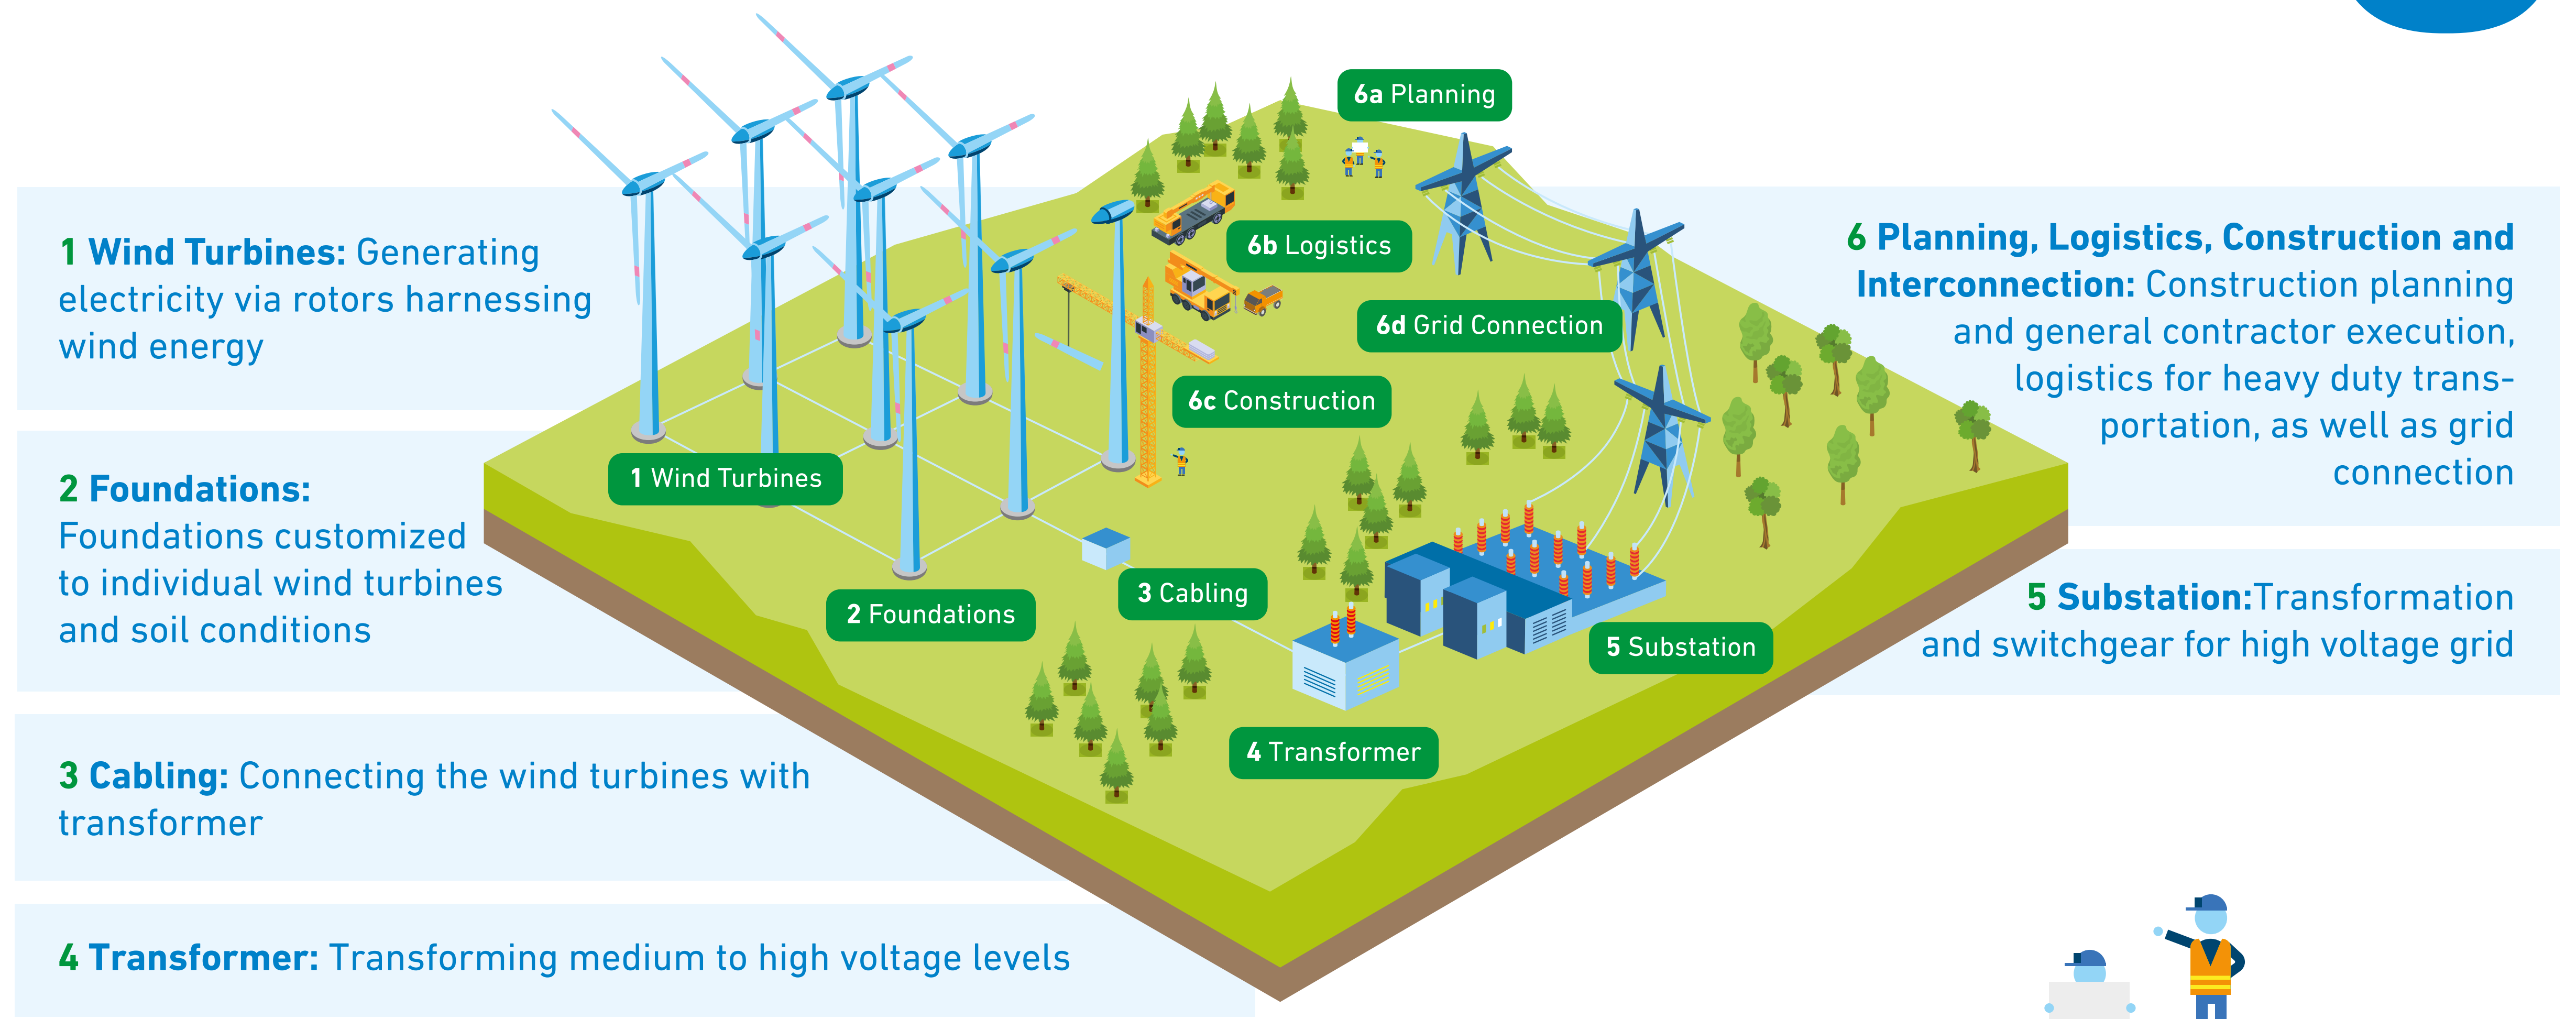 1 Wind Turbines: Generating
electricity via rotors harnessing
wind energy
2 Foundations:
Foundations customized
to individual wind turbines
and soil conditions
3 Cabling: Connecting the wind turbines with
transformer
4 Transformer: Transforming medium to high voltage levels
6a Planning
6b Logistics
6d Grid Connection
6c Construction
1 Wind Turbines
3 Cabling
2 Foundations
5 Substation
4 Transformer
6 Planning, Logistics, Construction and
Interconnection: Construction planning
and general contractor execution,
logistics for heavy duty trans-
portation, as well as grid
connection
5 Substation:Transformation
and switchgear for high voltage grid